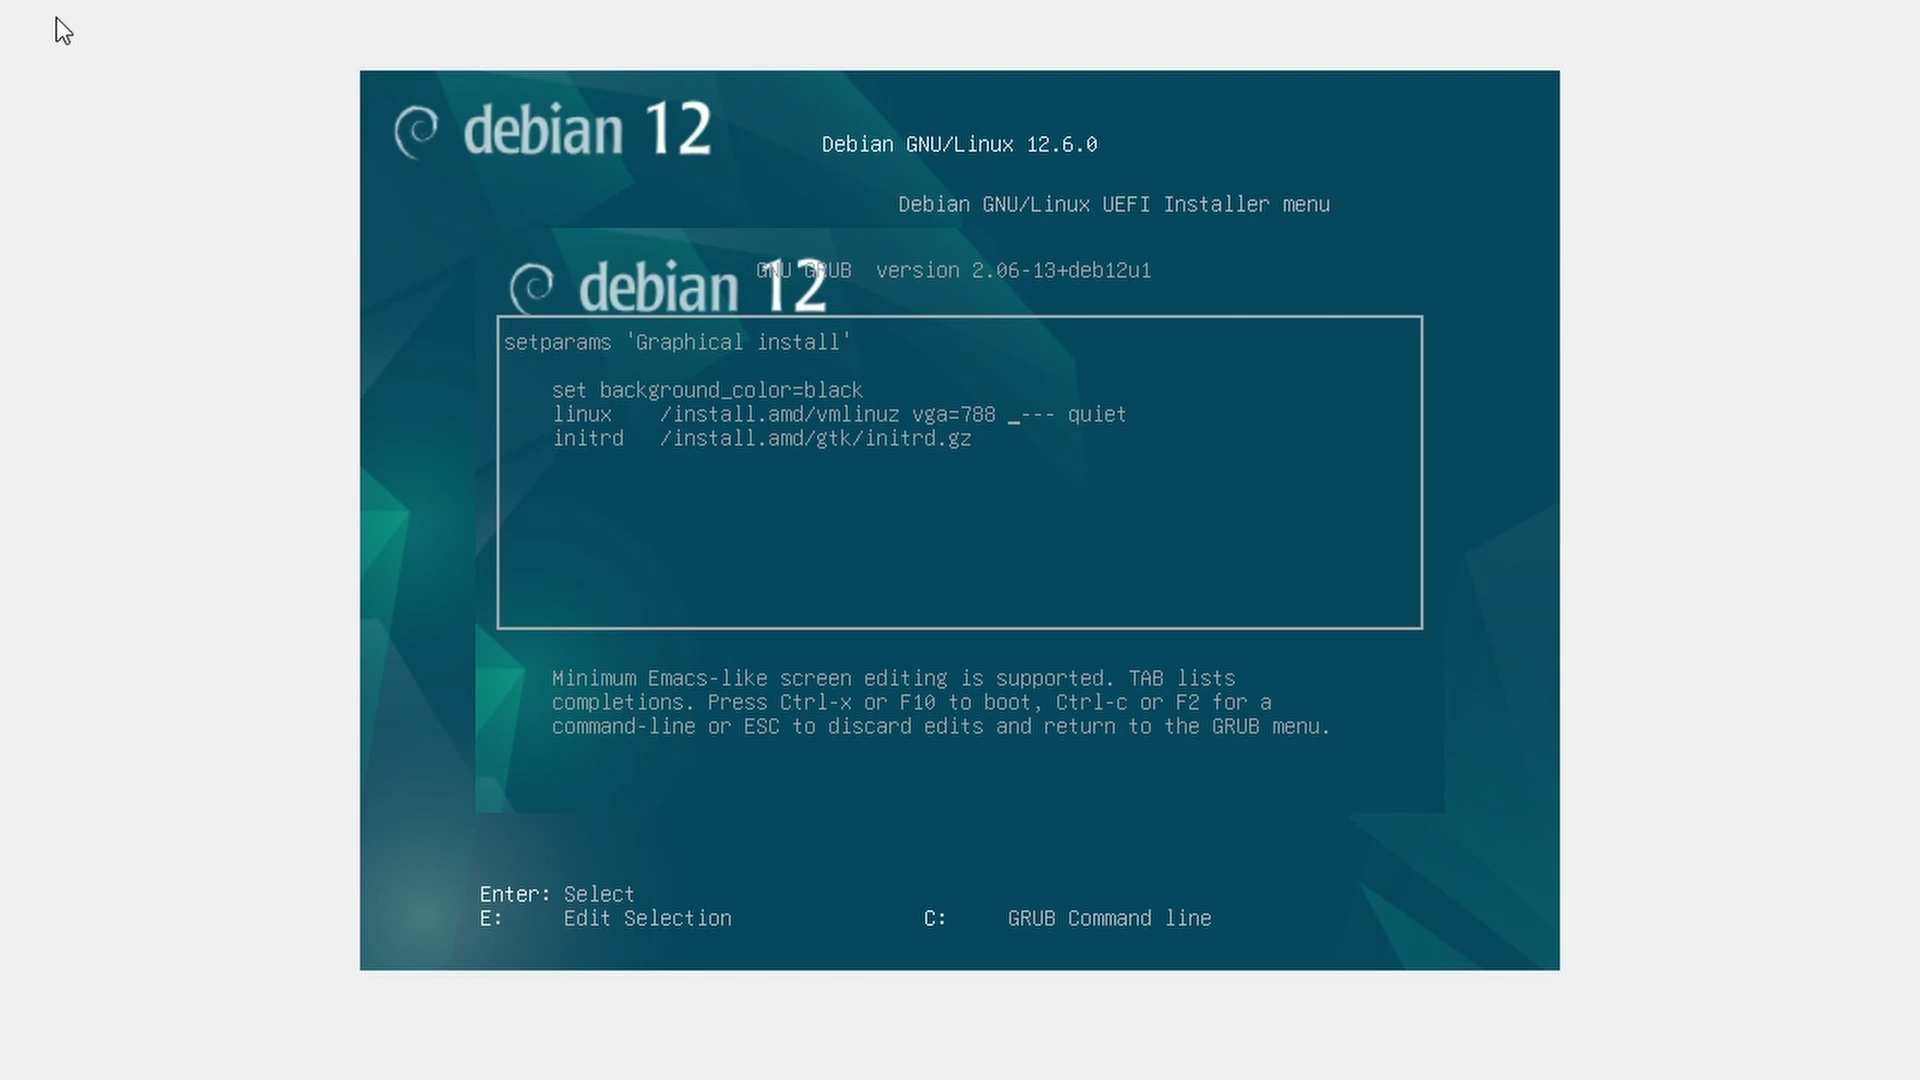 debian 12
Debian GNU/Linux 12.6.0
Debian GNU/Linux UEFI Installer menu
debian 12
GNU GRUB  version 2.06-13+deb12u1
setparams 'Graphical install'
set background_color=black
linux    /install.amd/vmlinuz vga=788 _--- quiet
initrd   /install.amd/gtk/initrd.gz
Minimum Emacs-like screen editing is supported. TAB lists
completions. Press Ctrl-x or F10 to boot, Ctrl-c or F2 for a
command-line or ESC to discard edits and return to the GRUB menu.
Enter: Select
E:     Edit Selection     C:     GRUB Command line